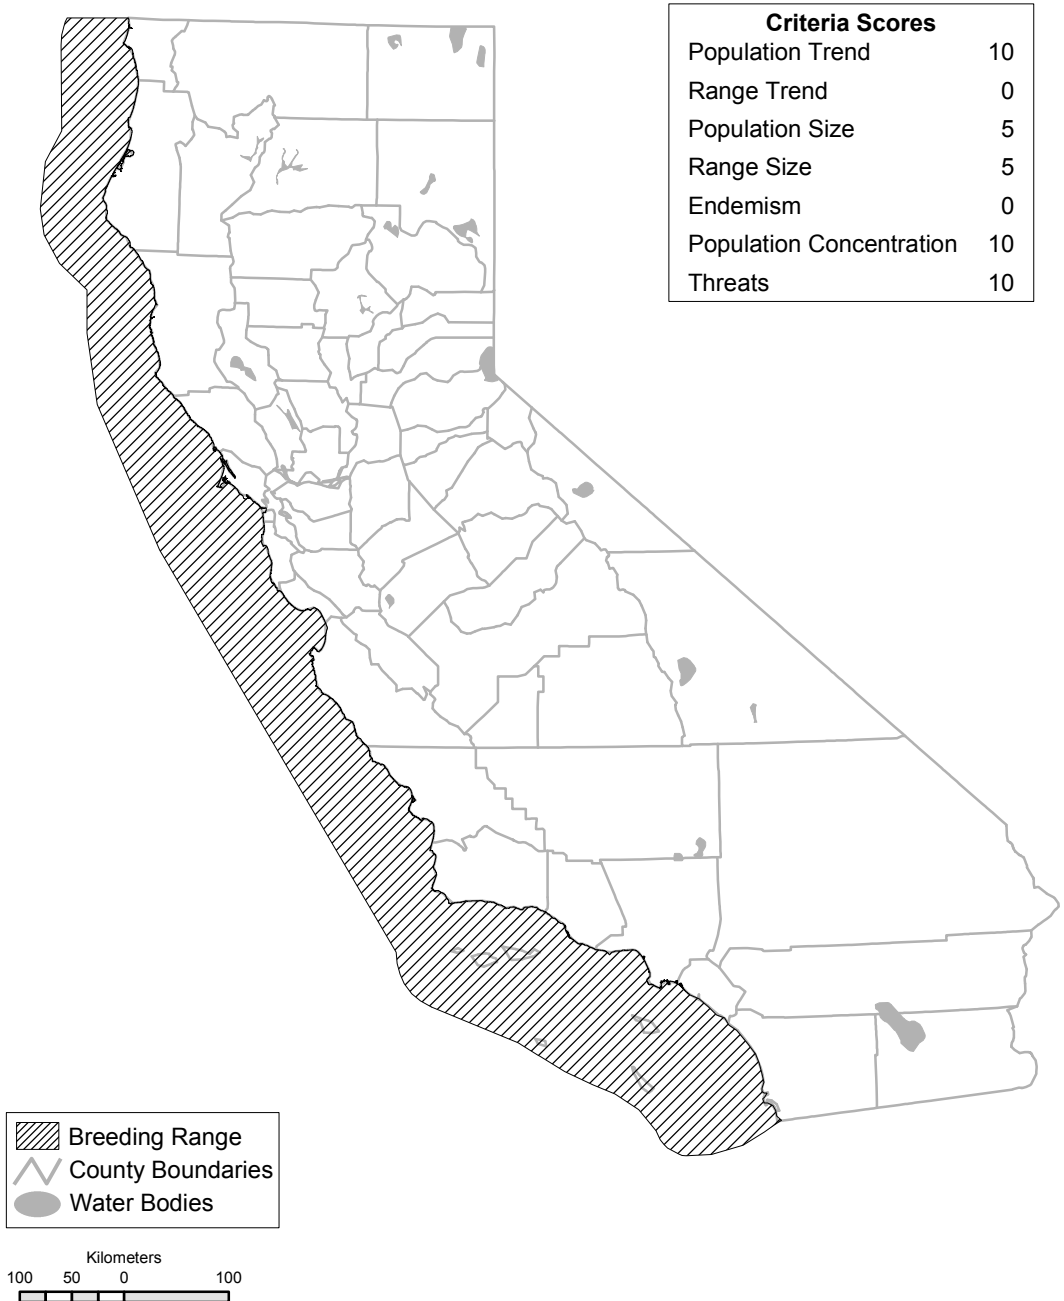 Criteria Scores
Population Trend 10
Range Trend 0
Population Size 5
Range Size 5
Endemism 0
Population Concentration 10
Threats 10
Breeding Range
County Boundaries
Water Bodies
Kilometers
100 50 0 100